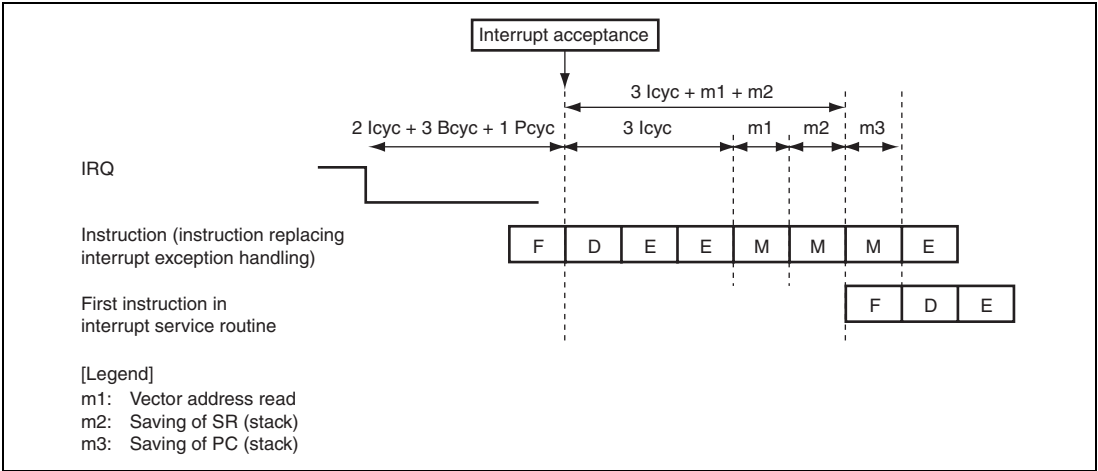 Interrupt acceptance
3 Icyc + m1 + m2
2 Icyc + 3 Bcyc + 1 Pcyc
3 Icyc
m1
m2
m3
IRQ
Instruction (instruction replacing
interrupt exception handling)
F D E E M M M E
First instruction in
interrupt service routine
F D E
[Legend]
m1: Vector address read
m2: Saving of SR (stack)
m3: Saving of PC (stack)